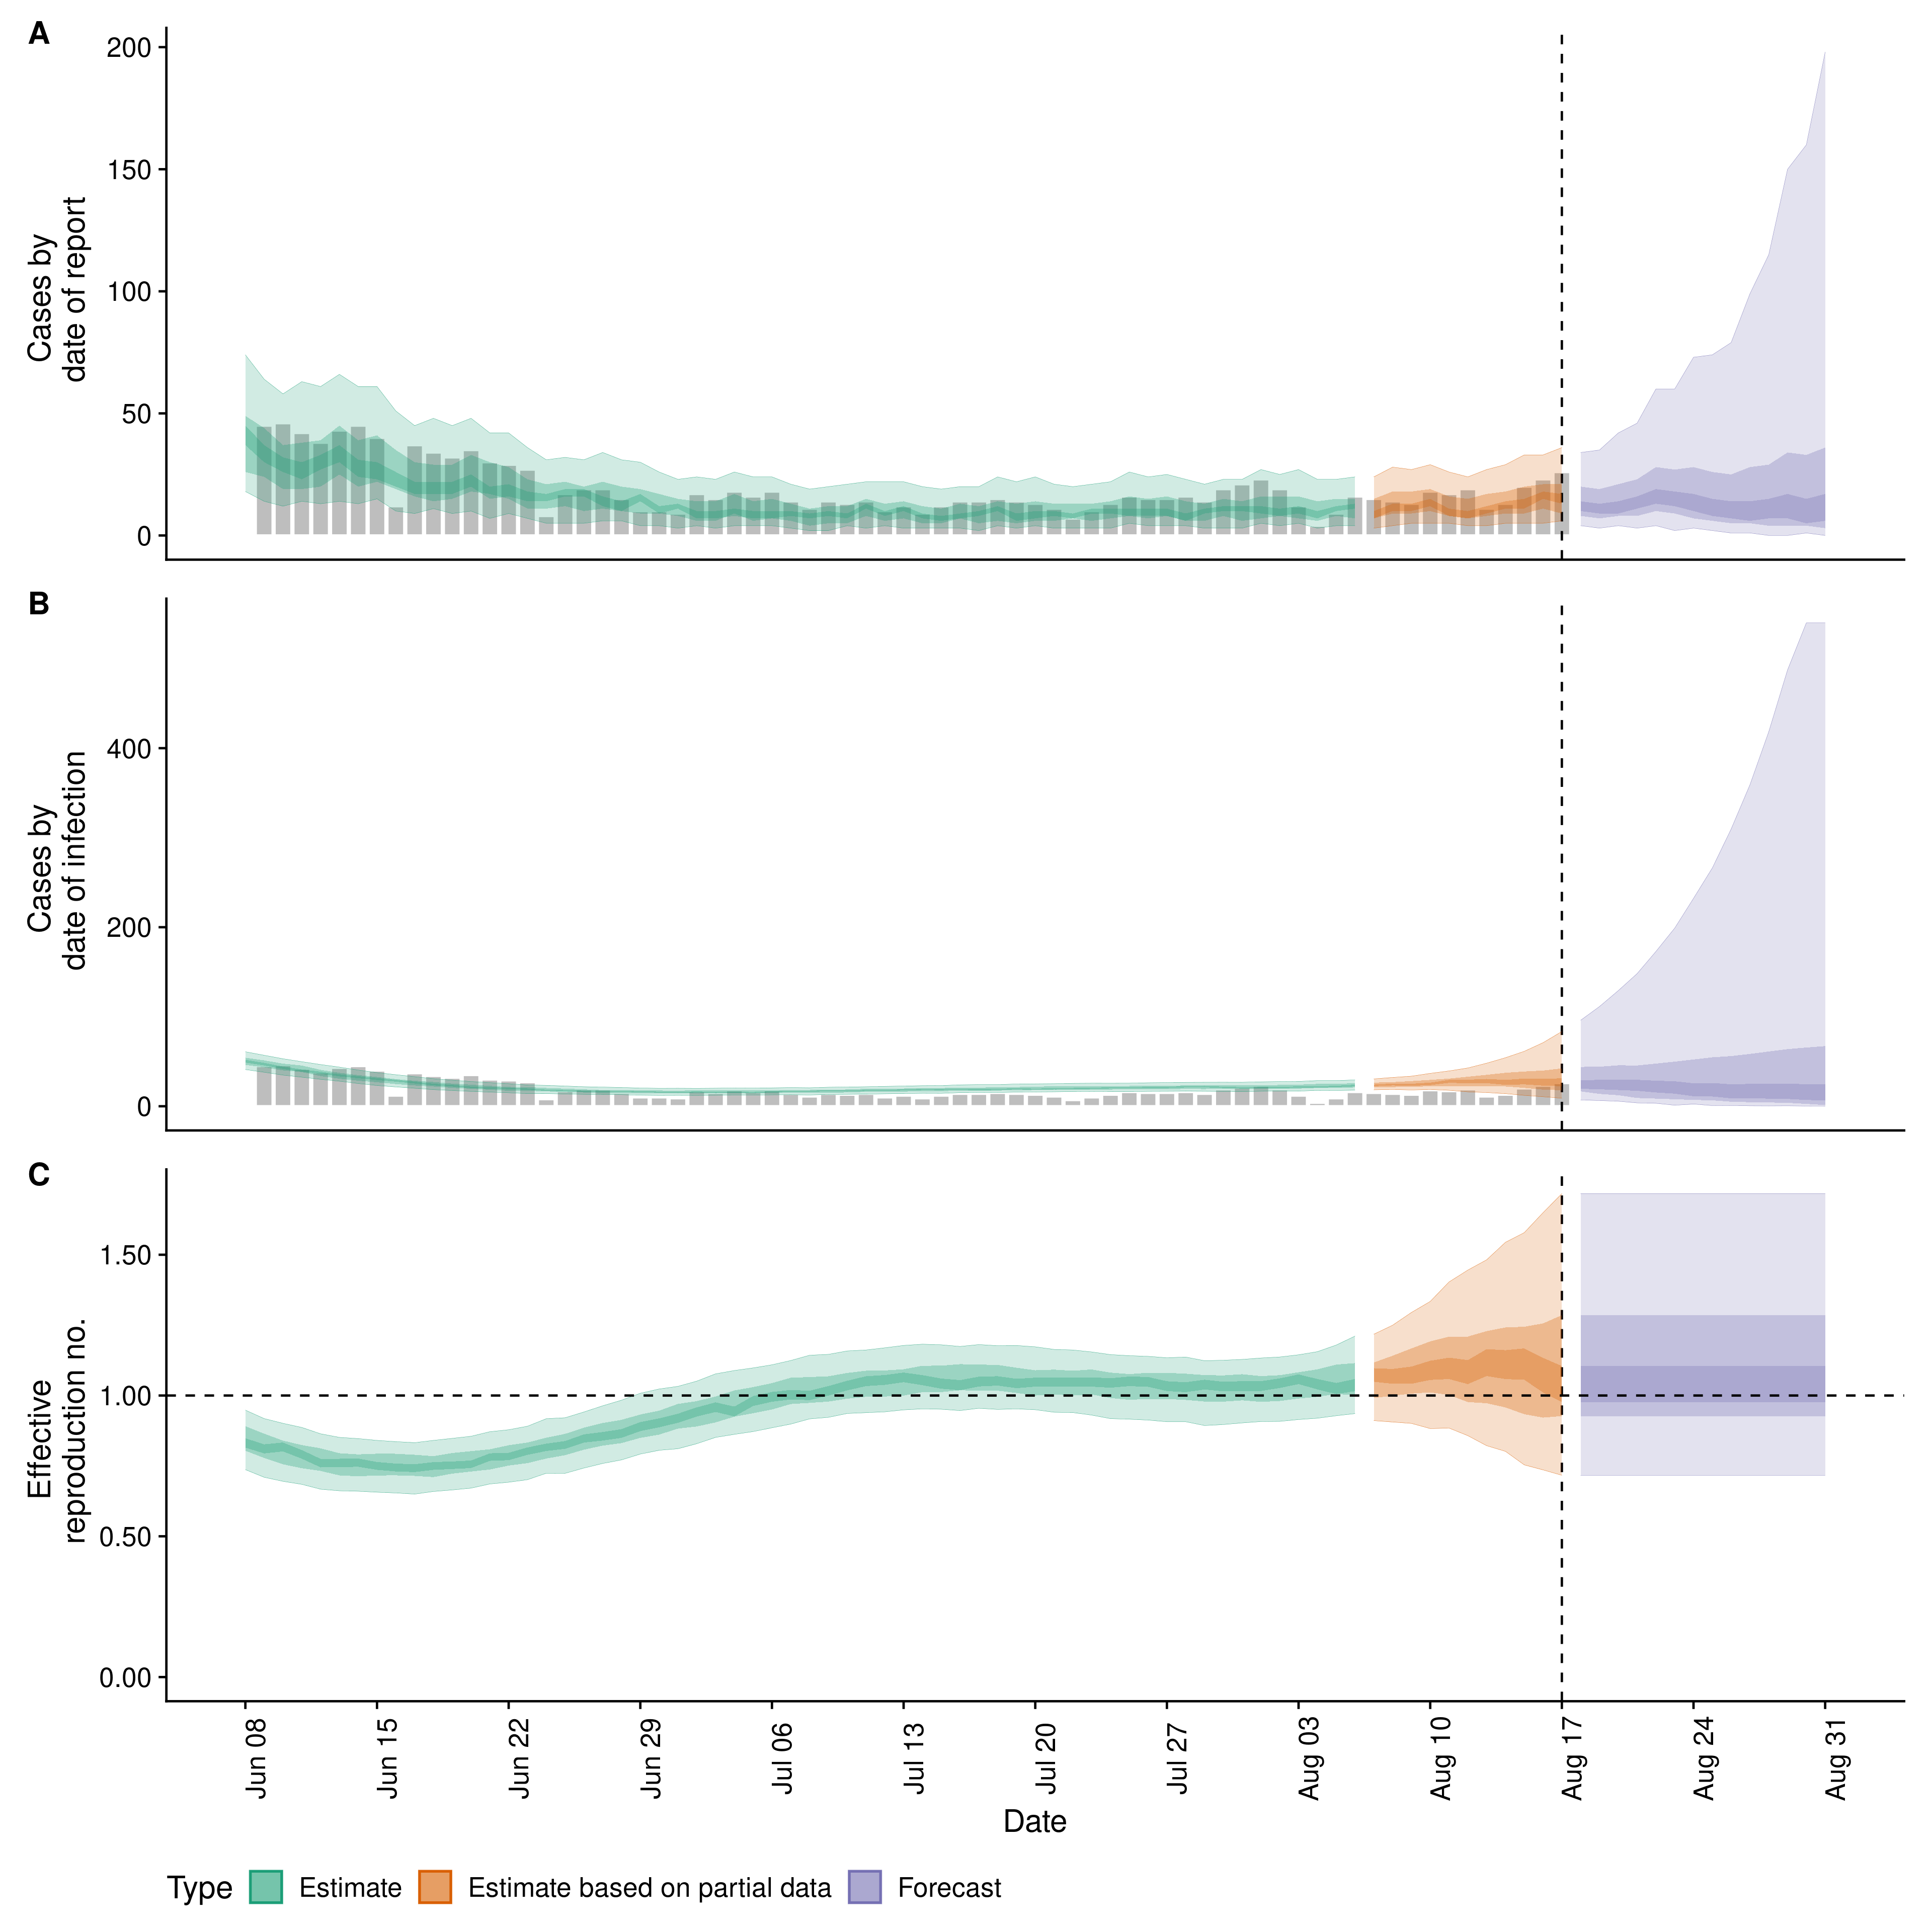 A
Cases by
date of report
200
150
100
50
0
B
Cases by
date of infection
400
200
0
C
Effective
reproduction no.
1.50
1.00
0.50
0.00
Jun 08
Jun 15
Jun 22
Jun 29
Jul 06
Jul 13
Jul 20
Jul 27
Aug 03
Aug 10
Aug 17
Aug 24
Aug 31
Date
Type Estimate Estimate based on partial data Forecast